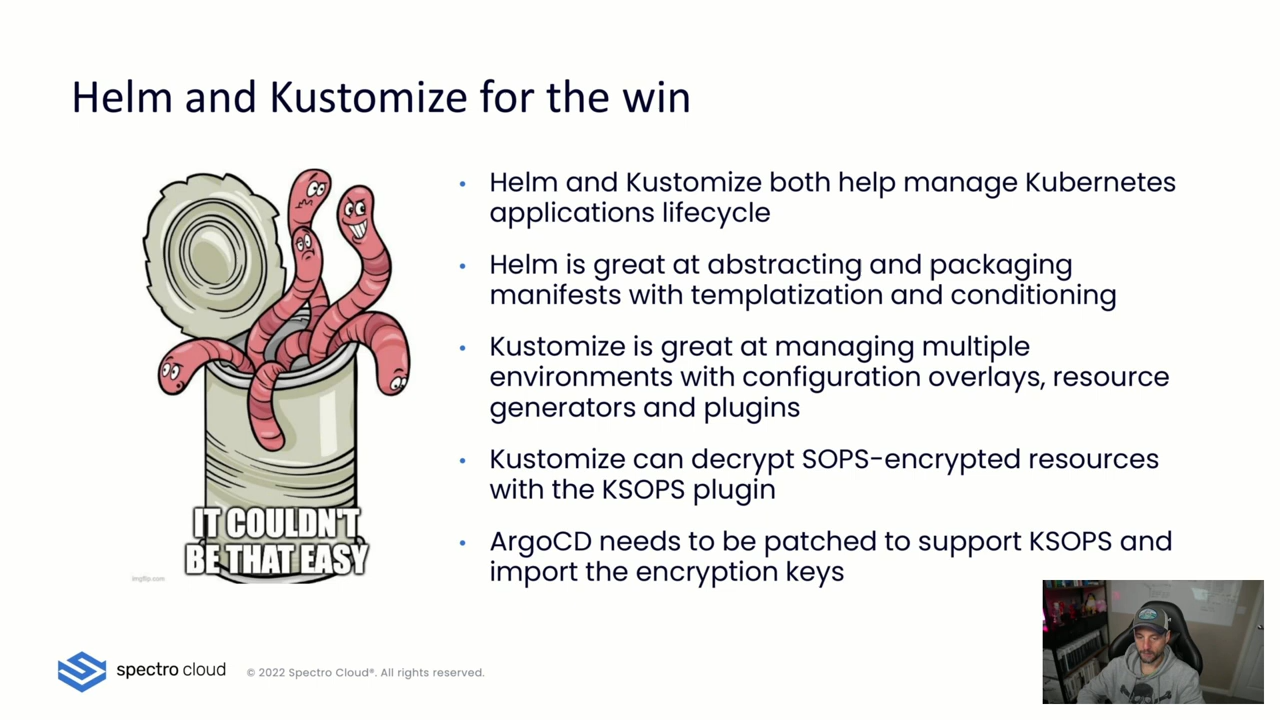 Helm and Kustomize for the win
• Helm and Kustomize both help manage Kubernetes
applications lifecycle
• Helm is great at abstracting and packaging
manifests with templatization and conditioning
• Kustomize is great at managing multiple
environments with configuration overlays, resource
generators and plugins
• Kustomize can decrypt SOPS-encrypted resources
with the KSOPS plugin
• ArgoCD needs to be patched to support KSOPS and
import the encryption keys
IT COULDN'T
BE THAT EASY
imgflip.com
spectro cloud
© 2022 Spectro Cloud®. All rights reserved.